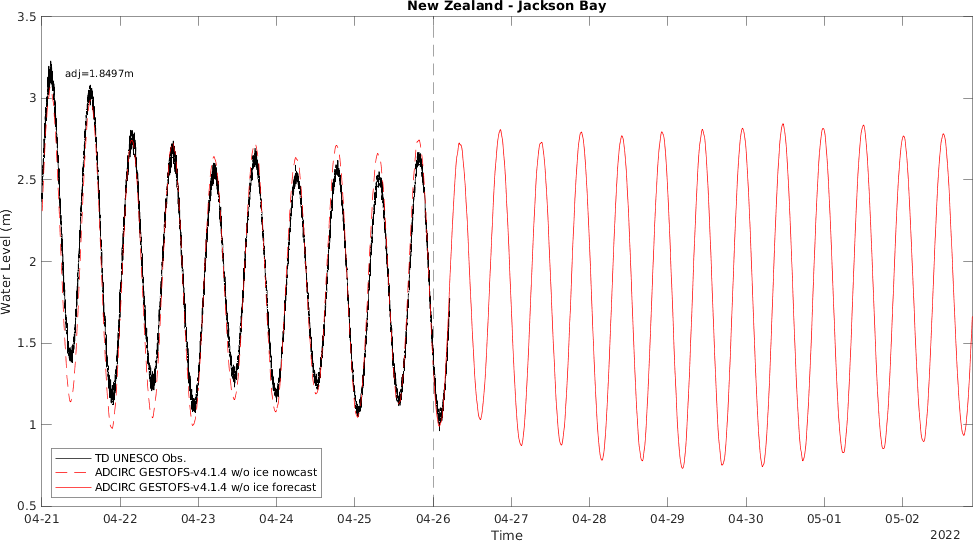 New Zealand - Jackson Bay
3.5
3
2.5
2
1.5
1
0.5
Water Level (m)
adj=1.8497m
TD UNESCO Obs.
ADCIRC GESTOFS-v4.1.4 w/o ice nowcast
ADCIRC GESTOFS-v4.1.4 w/o ice forecast
04-21 04-22 04-23 04-24 04-25 04-26 04-27 04-28 04-29 04-30 05-01 05-02
Time
2022